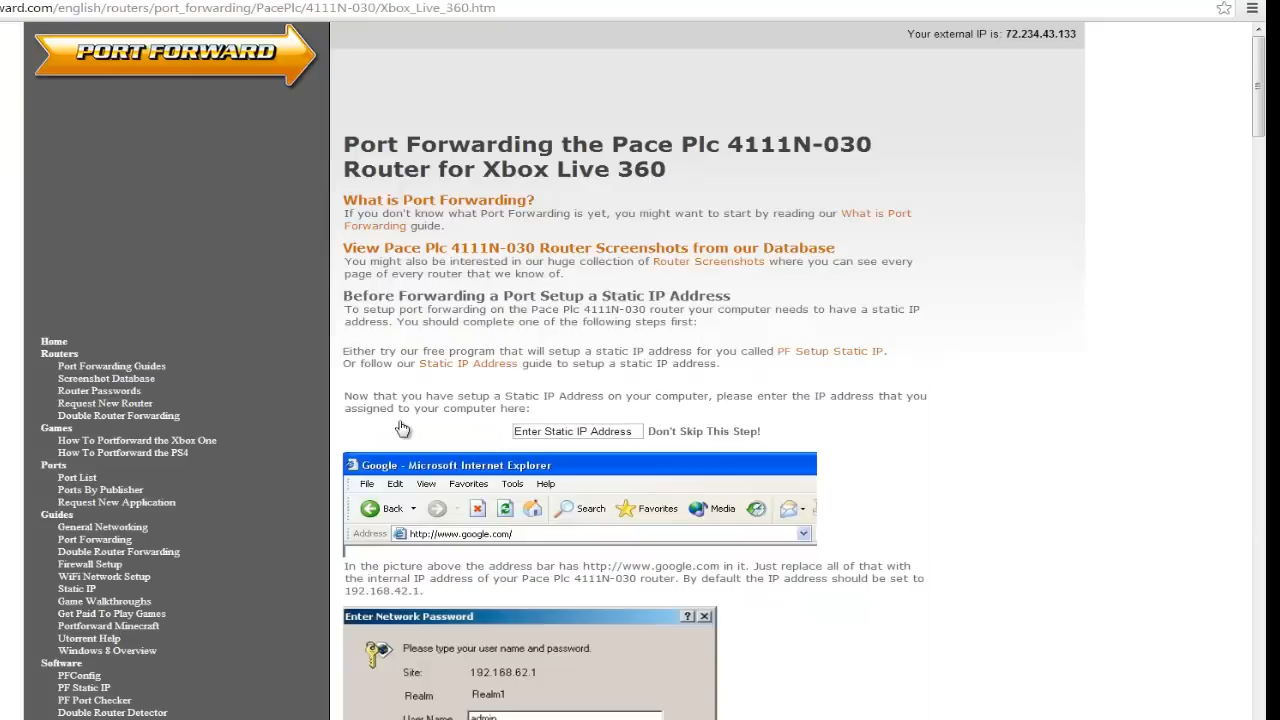 ward.com/english/routers/port_forwarding/PacePlc/4111N-030/Xbox_Live_360.htm
PORT FORWARD
Your external IP is: 72.234.43.133
Port Forwarding the Pace Plc 4111N-030
Router for Xbox Live 360
What is Port Forwarding?
If you don't know what Port Forwarding is yet, you might want to start by reading our What is Port
Forwarding guide.
View Pace Plc 4111N-030 Router Screenshots from our Database
You might also be interested in our huge collection of Router Screenshots where you can see every
page of every router that we know of.
Before Forwarding a Port Setup a Static IP Address
To setup port forwarding on the Pace Plc 4111N-030 router your computer needs to have a static IP
address. You should complete one of the following steps first:
Either try our free program that will setup a static IP address for you called PF Setup Static IP.
Or follow our Static IP Address guide to setup a static IP address.
Now that you have setup a Static IP Address on your computer, please enter the IP address that you
assigned to your computer here:
Enter Static IP Address Don't Skip This Step!
Google - Microsoft Internet Explorer
File Edit View Favorites Tools Help
Back Search Favorites Media
Address http://www.google.com/
In the picture above the address bar has http://www.google.com in it. Just replace all of that with
the internal IP address of your Pace Plc 4111N-030 router. By default the IP address should be set to
192.168.42.1.
Enter Network Password
Please type your user name and password.
Site: 192.168.62.1
Realm Realm1
User Name admin
Home
Routers
Port Forwarding Guides
Screenshot Database
Router Passwords
Request New Router
Double Router Forwarding
Games
How To Portforward the Xbox One
How To Portforward the PS4
Ports
Port List
Ports By Publisher
Request New Application
Guides
General Networking
Port Forwarding
Double Router Forwarding
Firewall Setup
WiFi Network Setup
Static IP
Game Walkthroughs
Get Paid To Play Games
Portforward Minecraft
Utorrent Help
Windows 8 Overview
Software
PFConfig
PF Static IP
PF Port Checker
Double Router Detector